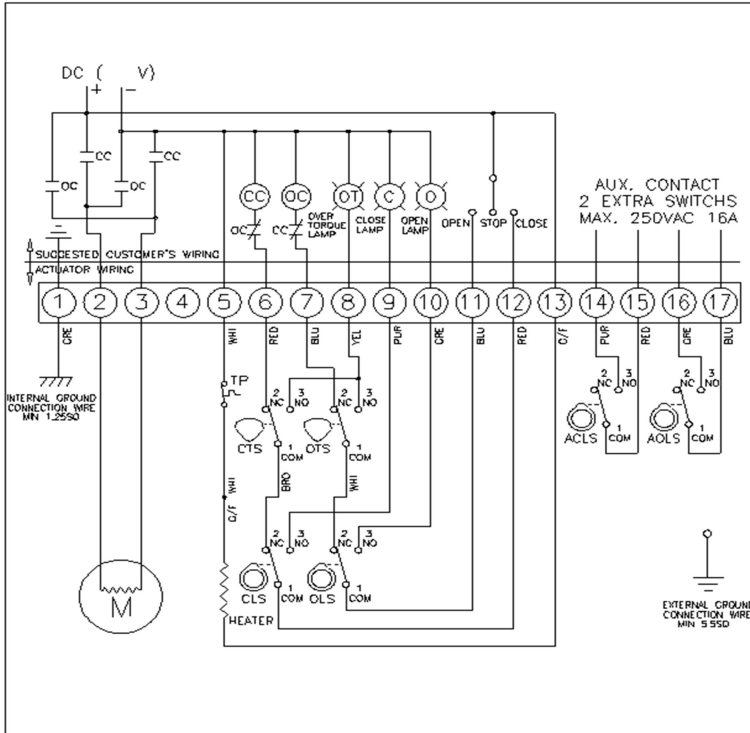 DC ( V)
+ −
CC CC
OC OC
CC OC OT C O
OC CC
OVER TORQUE LAMP
CLOSE LAMP
OPEN LAMP
OPEN STOP CLOSE
AUX. CONTACT
2 EXTRA SWITCHS
MAX. 250VAC 16A
SUGGESTED CUSTOMER'S WIRING
ACTUATOR WIRING
1 2 3 4 5 6 7 8 9 10 11 12 13 14 15 16 17
GRE WHI RED BLU YEL PUR GRE BLU RED O/F PUR RED GRE BLU
INTERNAL GROUND
CONNECTION WIRE
MIN 1.25SQ
TP
2 NC 3 NO 2 NC 3 NO
CTS 1 COM OTS 1 COM
2 NC 3 NO 2 NC 3 NO
ACLS 1 COM AOLS 1 COM
WHI BRO WHI
O/F
2 NC 3 NO 2 NC 3 NO
CLS 1 COM OLS 1 COM
M
HEATER
EXTERNAL GROUND
CONNECTION WIRE
MIN 5.5SQ